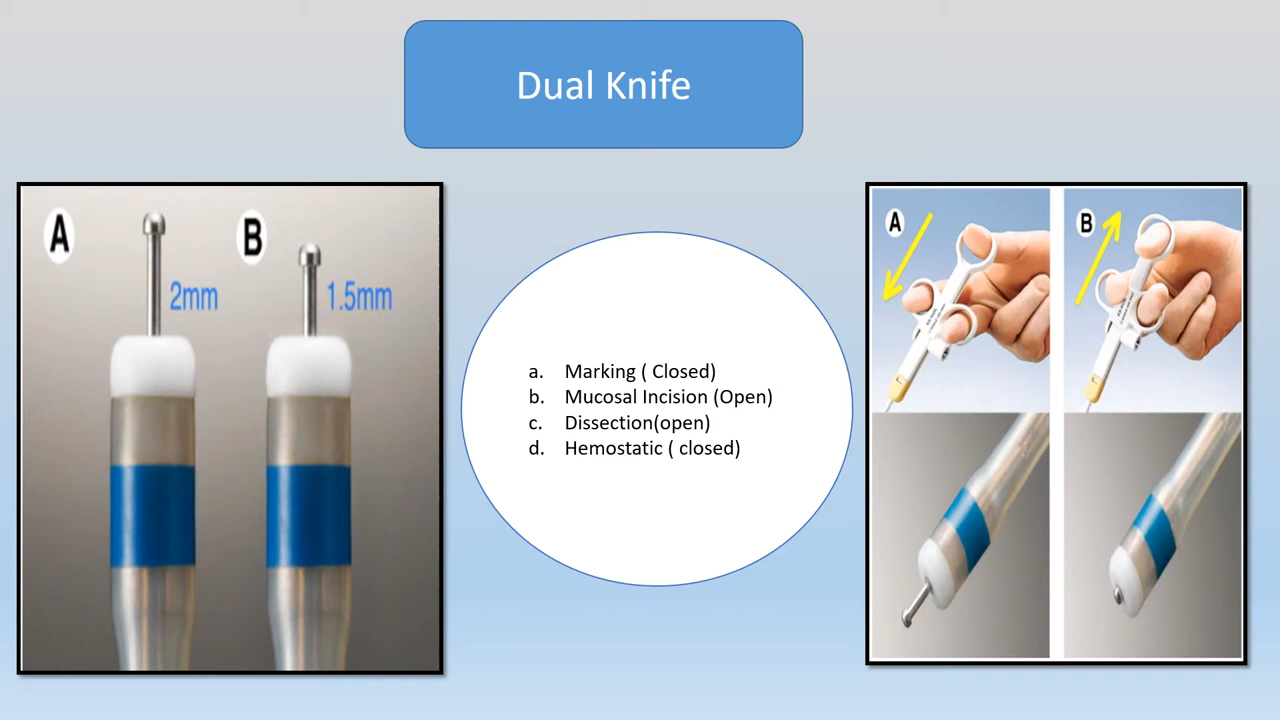 Dual Knife
A
2mm
B
1.5mm
a. Marking ( Closed)
b. Mucosal Incision (Open)
c. Dissection(open)
d. Hemostatic ( closed)
A
B